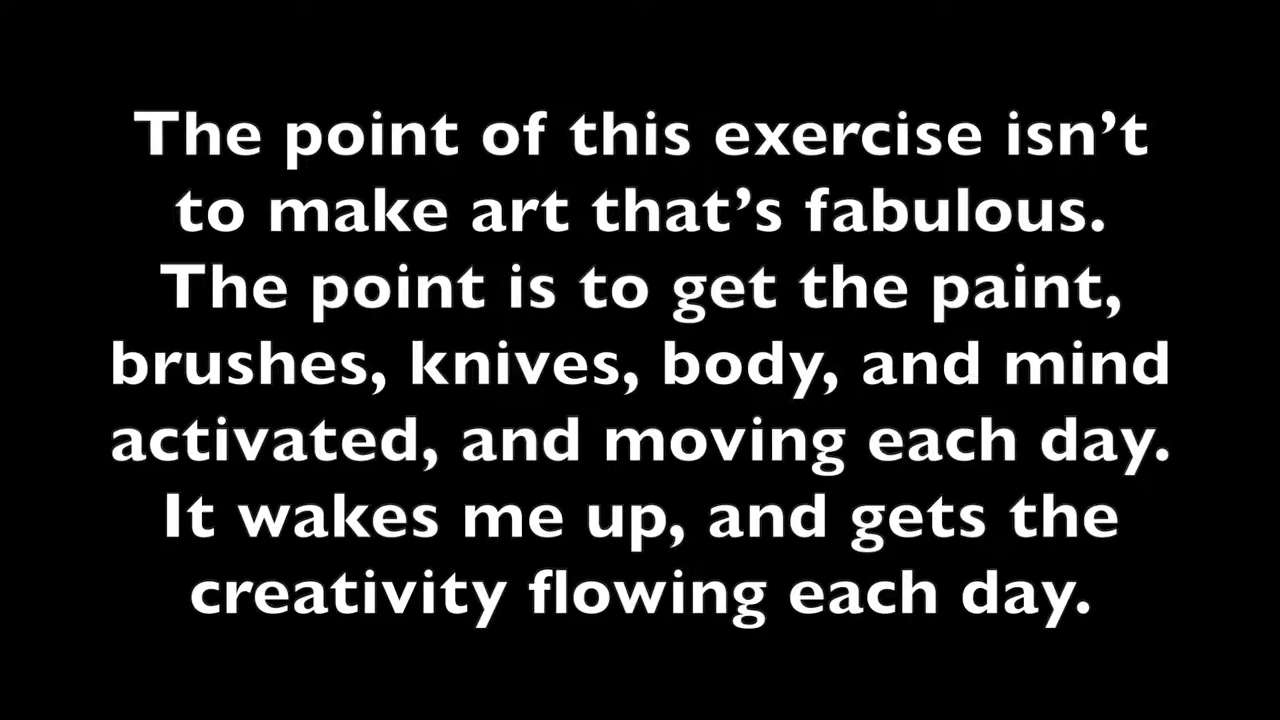 The point of this exercise isn’t
to make art that’s fabulous.
The point is to get the paint,
brushes, knives, body, and mind
activated, and moving each day.
It wakes me up, and gets the
creativity flowing each day.